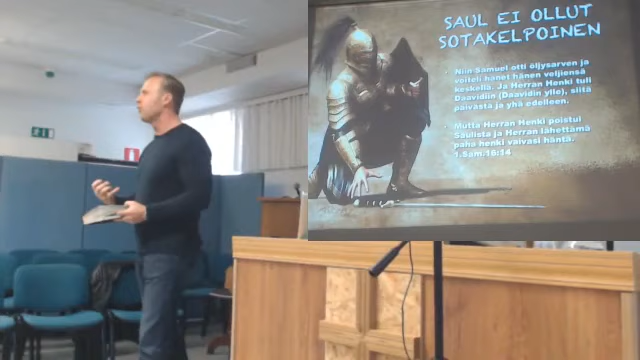 SAUL EI OLLUT
SOTAKELPOINEN
Niin Samuel otti öljysarven ja
voiteli hänet hänen veljiensä
keskellä. Ja Herran Henki tuli
Daavidiin (Daavidin ylle), siitä
päivästä ja yhä edelleen.
Mutta Herran Henki poistui
Saulista ja Herran lähettämä
paha henki vaivasi häntä.
1.Sam.16:14